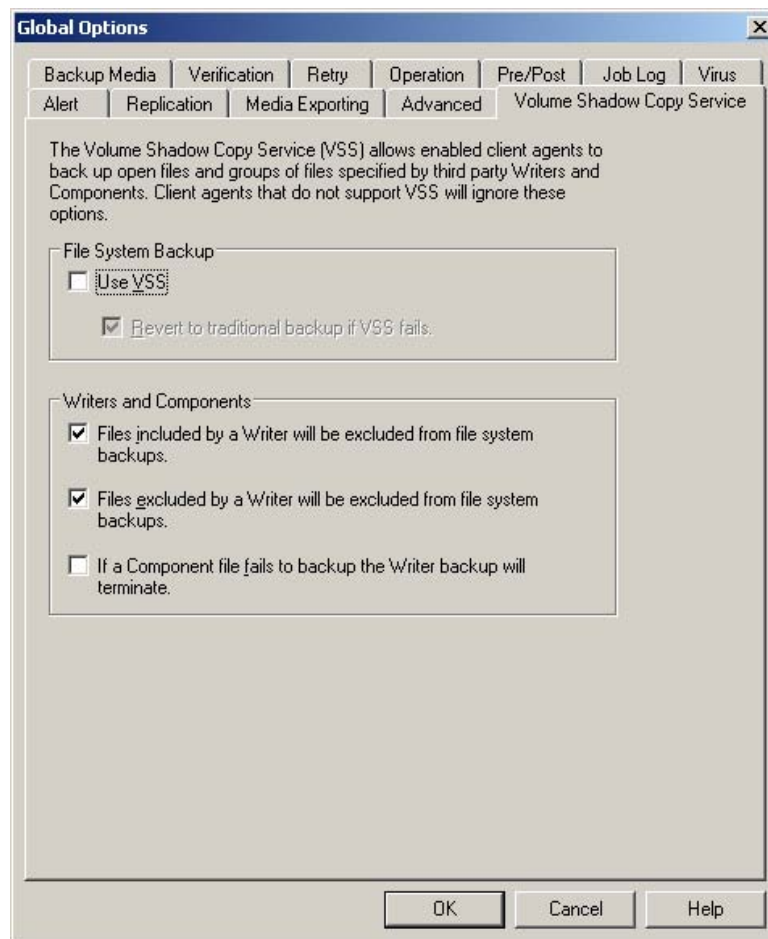 Global Options
Backup Media Verification Retry Operation Pre/Post Job Log Virus
Alert Replication Media Exporting Advanced Volume Shadow Copy Service
The Volume Shadow Copy Service (VSS) allows enabled client agents to
back up open files and groups of files specified by third party Writers and
Components. Client agents that do not support VSS will ignore these
options.
File System Backup
Use VSS
Revert to traditional backup if VSS fails.
Writers and Components
Files included by a Writer will be excluded from file system
backups.
Files excluded by a Writer will be excluded from file system
backups.
If a Component file fails to backup the Writer backup will
terminate.
OK Cancel Help